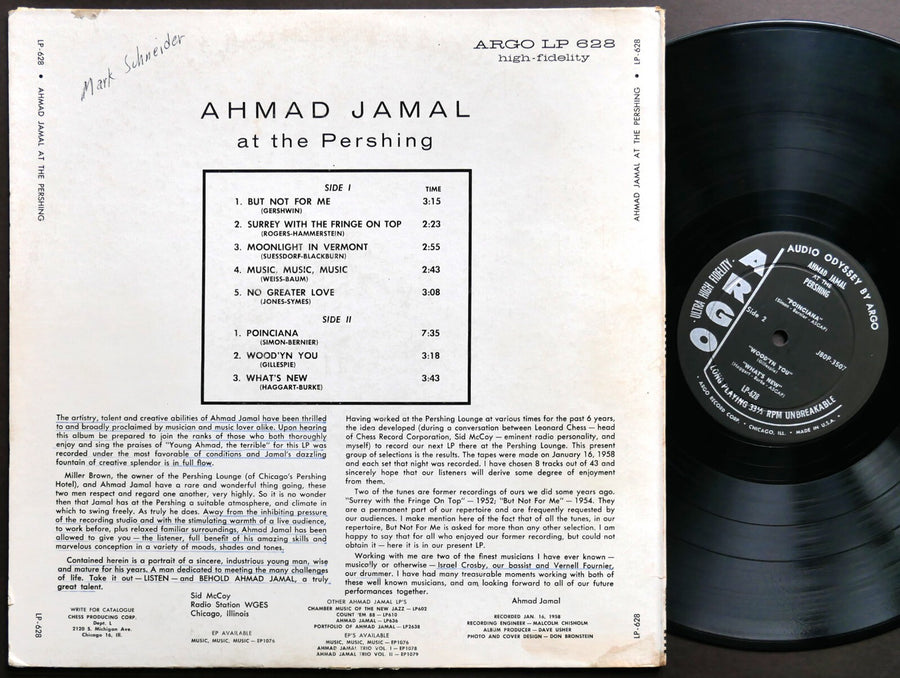 Mark Schneider
ARGO LP 628
high-fidelity
LP-628 • AHMAD JAMAL AT THE PERSHING
AHMAD JAMAL AT THE PERSHING • LP-628
AHMAD JAMAL
at the Pershing
SIDE I TIME
1. BUT NOT FOR ME 3:15
(GERSHWIN)
2. SURREY WITH THE FRINGE ON TOP 2:23
(ROGERS-HAMMERSTEIN)
3. MOONLIGHT IN VERMONT 2:55
(SUESSDORF-BLACKBURN)
4. MUSIC, MUSIC, MUSIC 2:43
(WEISS-BAUM)
5. NO GREATER LOVE 3:08
(JONES-SYMES)
SIDE II
1. POINCIANA 7:35
(SIMON-BERNIER)
2. WOOD'YN YOU 3:18
(GILLESPIE)
3. WHAT'S NEW 3:43
(HAGGART-BURKE)
The artistry, talent and creative abilities of Ahmad Jamal have been thrilled
to and broadly proclaimed by musician and music lover alike. Upon hearing
this album be prepared to join the ranks of those who both thoroughly
enjoy and sing the praises of "Young Ahmad, the terrible" for this LP was
recorded under the most favorable of conditions and Jamal's dazzling
fountain of creative splendor is in full flow.
Miller Brown, the owner of the Pershing Lounge (of Chicago's Pershing
Hotel), and Ahmad Jamal have a rare and wonderful thing going, these
two men respect and regard one another, very highly. So it is no wonder
then that Jamal has at the Pershing a suitable atmosphere, and climate in
which to swing freely. As truly he does. Away from the inhibiting pressure
of the recording studio and with the stimulating warmth of a live audience,
to work before, plus relaxed familiar surroundings, Ahmad Jamal has been
allowed to give you — the listener, full benefit of his amazing skills and
marvelous conception in a variety of moods, shades and tones.
Contained herein is a portrait of a sincere, industrious young man, wise
and mature for his years. A man dedicated to meeting the many challenges
of life. Take it out — LISTEN — and BEHOLD AHMAD JAMAL, a truly
great talent.
Sid McCoy
Radio Station WGES
Chicago, Illinois
Having worked at the Pershing Lounge at various times for the past 6 years,
the idea developed (during a conversation between Leonard Chess — head
of Chess Record Corporation, Sid McCoy — eminent radio personality, and
myself) to record our next LP there at the Pershing Lounge. This present
group of selections is the results. The tapes were made on January 16, 1958
and each set that night was recorded. I have chosen 8 tracks out of 43 and
sincerely hope that our listeners will derive some degree of enjoyment
from them.
Two of the tunes are former recordings of ours we did some years ago.
"Surrey with the Fringe On Top" — 1952; "But Not For Me" — 1954. They
are a permanent part of our repertoire and are frequently requested by
our audiences. I make mention here of the fact that of all the tunes, in our
repertoire, But Not For Me is asked for more than any other selection. I am
happy to say that for all who enjoyed our former recording, but could not
obtain it — here it is in our present LP.
Working with me are two of the finest musicians I have ever known —
musically or otherwise — Israel Crosby, our bassist and Vernell Fournier,
our drummer. I have had many treasurable moments working with both of
these well known musicians, and am looking forward to all of our future
performances together.
Ahmad Jamal
WRITE FOR CATALOGUE
CHESS PRODUCING CORP.
Dept. 1
2120 S. Michigan Ave.
Chicago 16, Ill.
EP AVAILABLE
MUSIC, MUSIC, MUSIC — EP1076
OTHER AHMAD JAMAL LP'S
CHAMBER MUSIC OF THE NEW JAZZ — LP602
COUNT 'EM 88 — LP610
AHMAD JAMAL — LP636
PORTFOLIO OF AHMAD JAMAL — LP2638
EP'S AVAILABLE
MUSIC, MUSIC, MUSIC — EP1076
AHMAD JAMAL TRIO VOL. I — EP1078
AHMAD JAMAL TRIO VOL. II — EP1079
RECORDED JAN. 16, 1958
RECORDING ENGINEER — MALCOLM CHISHOLM
ALBUM PRODUCER — DAVE USHER
PHOTO AND COVER DESIGN — DON BRONSTEIN
LP-628
LP-628
AUDIO ODYSSEY BY ARGO
• ULTRA HIGH FIDELITY •
ARGO
AHMAD JAMAL
AT THE
PERSHING
"POINCIANA"
(Simon - Bernier - ASCAP)
Side 2
J8OP-3507
"WOOD'YN YOU"
(Gillespie)
"WHAT'S NEW"
(Haggart - Burke - ASCAP)
LP-628
LONG PLAYING 33⅓ RPM UNBREAKABLE
• ARGO RECORD CORP. • CHICAGO, ILL. • MADE IN U.S.A. •